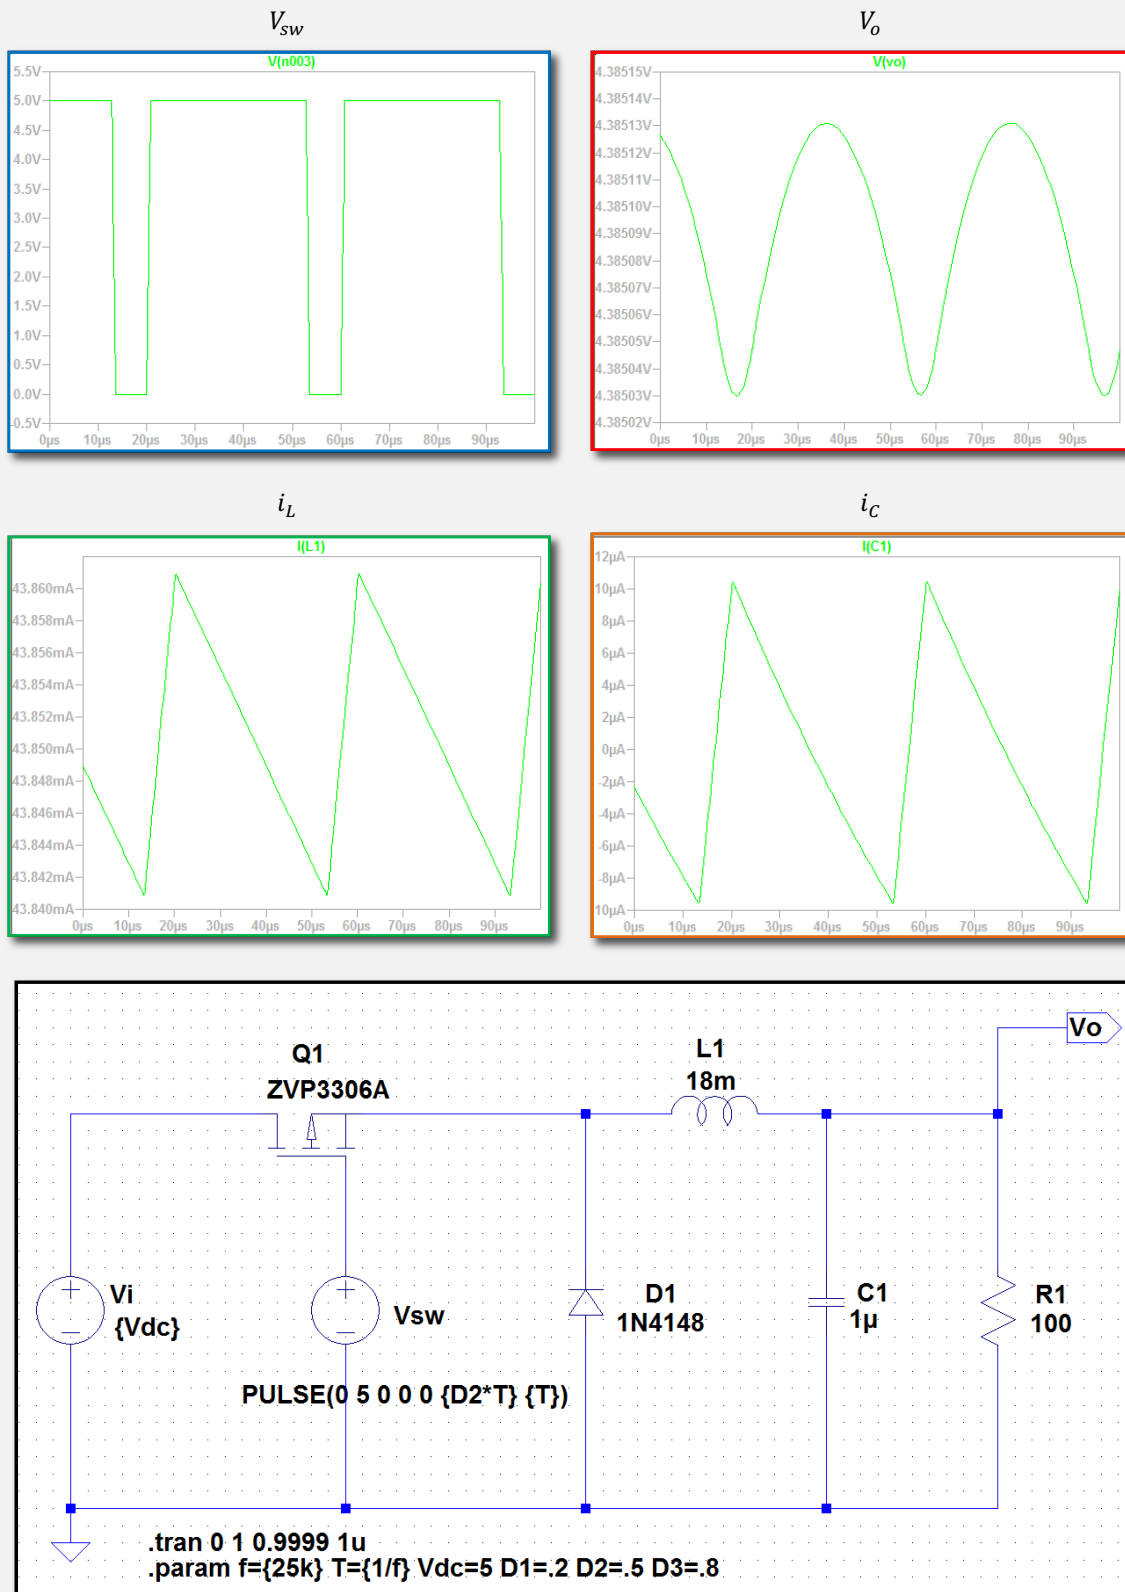 V_sw
V_o
V(n003)
5.5V
5.0V
4.5V
4.0V
3.5V
3.0V
2.5V
2.0V
1.5V
1.0V
0.5V
0.0V
0.5V
0µs 10µs 20µs 30µs 40µs 50µs 60µs 70µs 80µs 90µs
V(vo)
4.38515V
4.38514V
4.38513V
4.38512V
4.38511V
4.38510V
4.38509V
4.38508V
4.38507V
4.38506V
4.38505V
4.38504V
4.38503V
4.38502V
0µs 10µs 20µs 30µs 40µs 50µs 60µs 70µs 80µs 90µs
i_L
i_C
I(L1)
43.860mA
43.858mA
43.856mA
43.854mA
43.852mA
43.850mA
43.848mA
43.846mA
43.844mA
43.842mA
43.840mA
0µs 10µs 20µs 30µs 40µs 50µs 60µs 70µs 80µs 90µs
I(C1)
12µA
10µA
8µA
6µA
4µA
2µA
0µA
-2µA
-4µA
-6µA
-8µA
10µA
0µs 10µs 20µs 30µs 40µs 50µs 60µs 70µs 80µs 90µs
Vo
Q1
ZVP3306A
L1
18m
Vi
{Vdc}
Vsw
D1
1N4148
C1
1µ
R1
100
PULSE(0 5 0 0 0 {D2*T} {T})
.tran 0 1 0.9999 1u
.param f={25k} T={1/f} Vdc=5 D1=.2 D2=.5 D3=.8